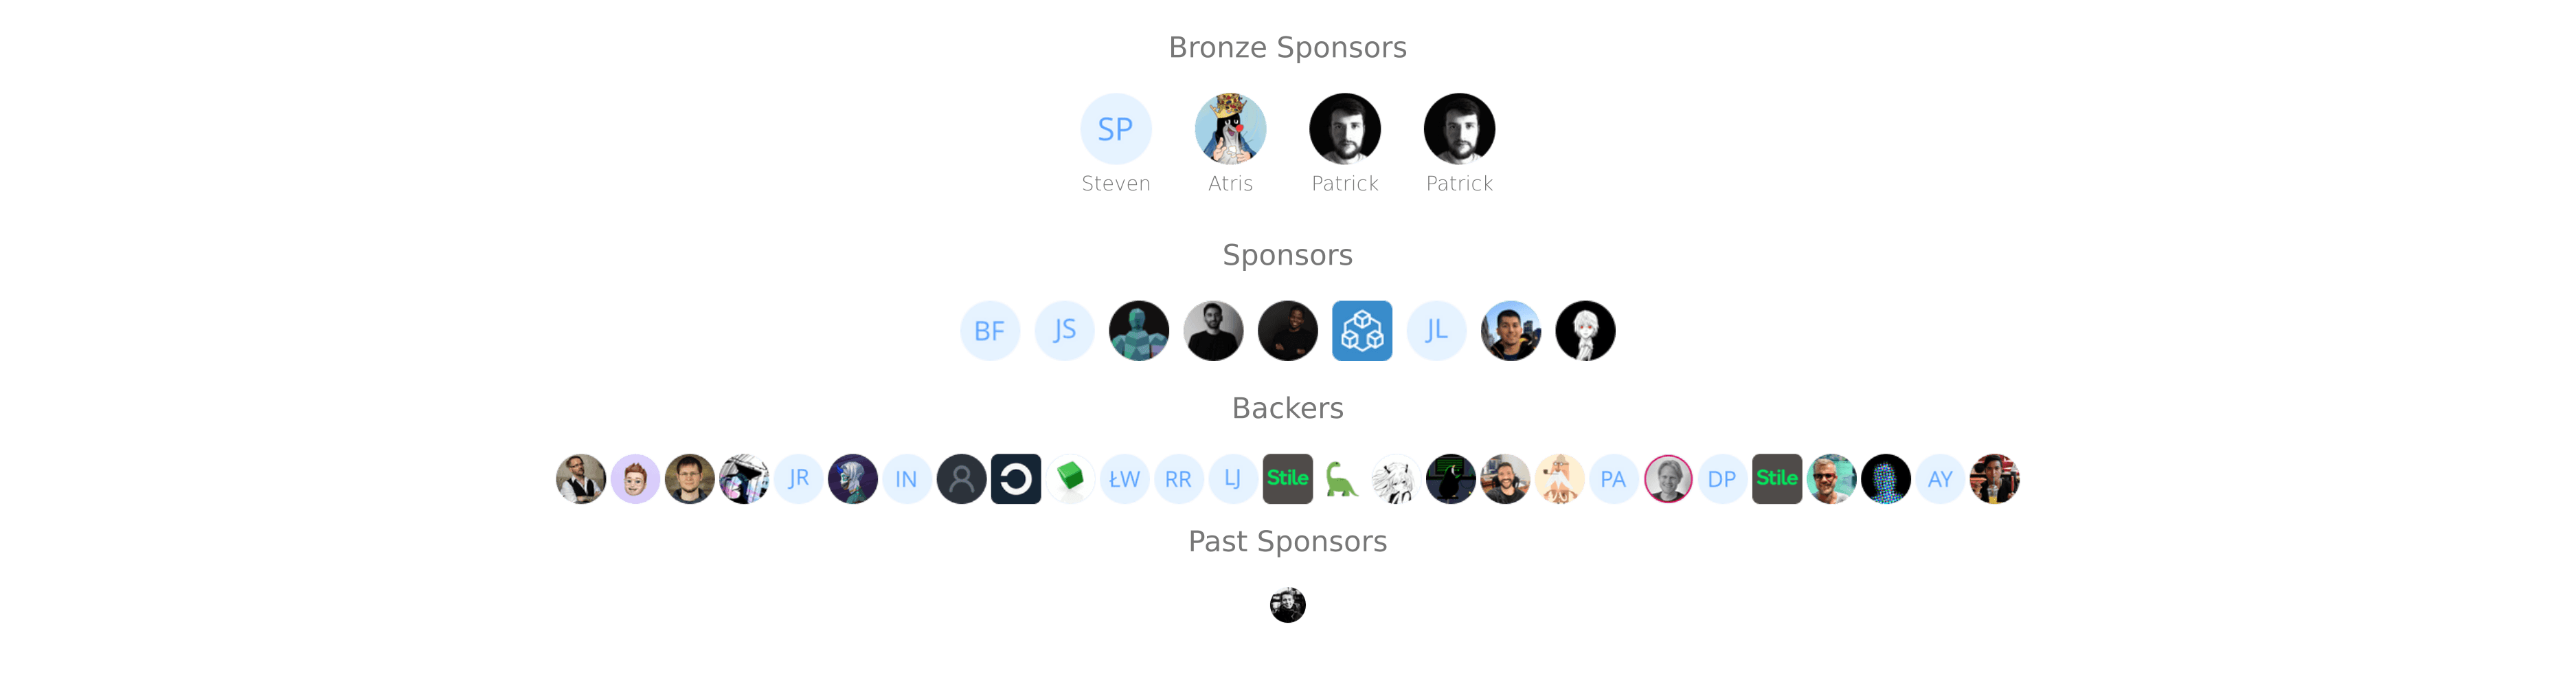 Bronze Sponsors
SP
Steven Atris Patrick Patrick
Sponsors
BF JS JL
Backers
JR IN ŁW RR LJ Stile PA DP Stile AY
Past Sponsors